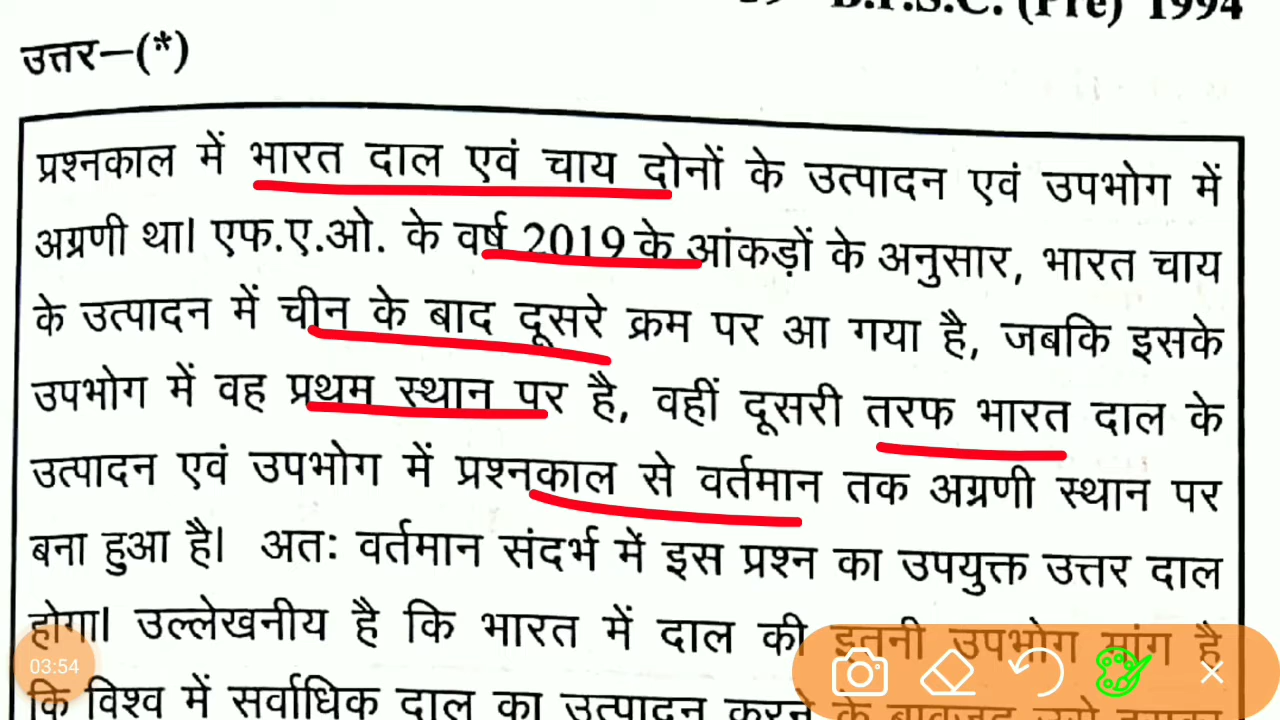 B.P.S.C. (Pre) 1994
उत्तर–(*)
प्रश्नकाल में भारत दाल एवं चाय दोनों के उत्पादन एवं उपभोग में
अग्रणी था। एफ.ए.ओ. के वर्ष 2019 के आंकड़ों के अनुसार, भारत चाय
के उत्पादन में चीन के बाद दूसरे क्रम पर आ गया है, जबकि इसके
उपभोग में वह प्रथम स्थान पर है, वहीं दूसरी तरफ भारत दाल के
उत्पादन एवं उपभोग में प्रश्नकाल से वर्तमान तक अग्रणी स्थान पर
बना हुआ है। अतः वर्तमान संदर्भ में इस प्रश्न का उपयुक्त उत्तर दाल
होगा। उल्लेखनीय है कि भारत में दाल की इतनी उपभोग मांग है
03:54
कि विश्व में सर्वाधिक दाल का उत्पादन करने के बावजूद उसे